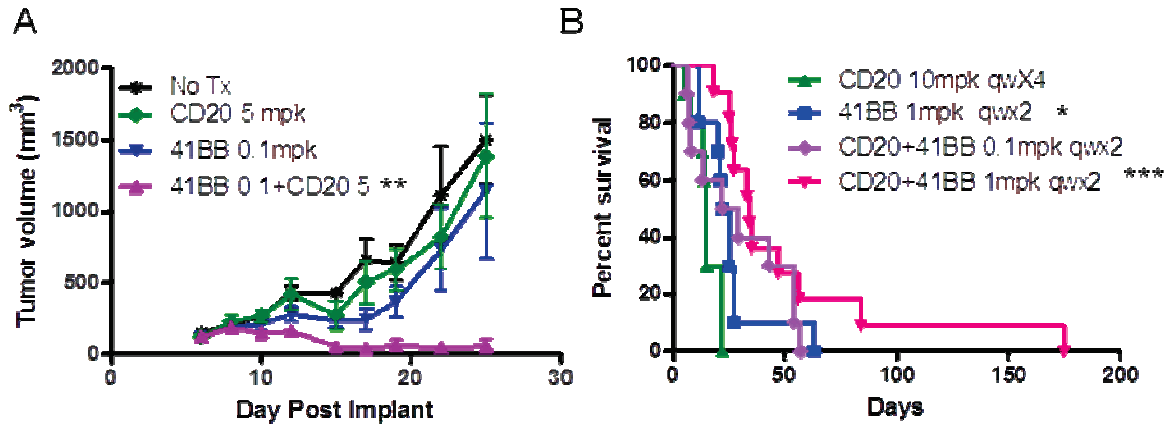 A
Tumor volume (mm³)
2000
1500
1000
500
0
No Tx
CD20 5 mpk
41BB 0.1mpk
41BB 0 1+CD20 5 **
0 10 20 30
Day Post Implant
B
Percent survival
100
80
60
40
20
0
CD20 10mpk qwX4
41BB 1mpk qwx2 *
CD20+41BB 0.1mpk qwx2
CD20+41BB 1mpk qwx2 ***
0 50 100 150 200
Days